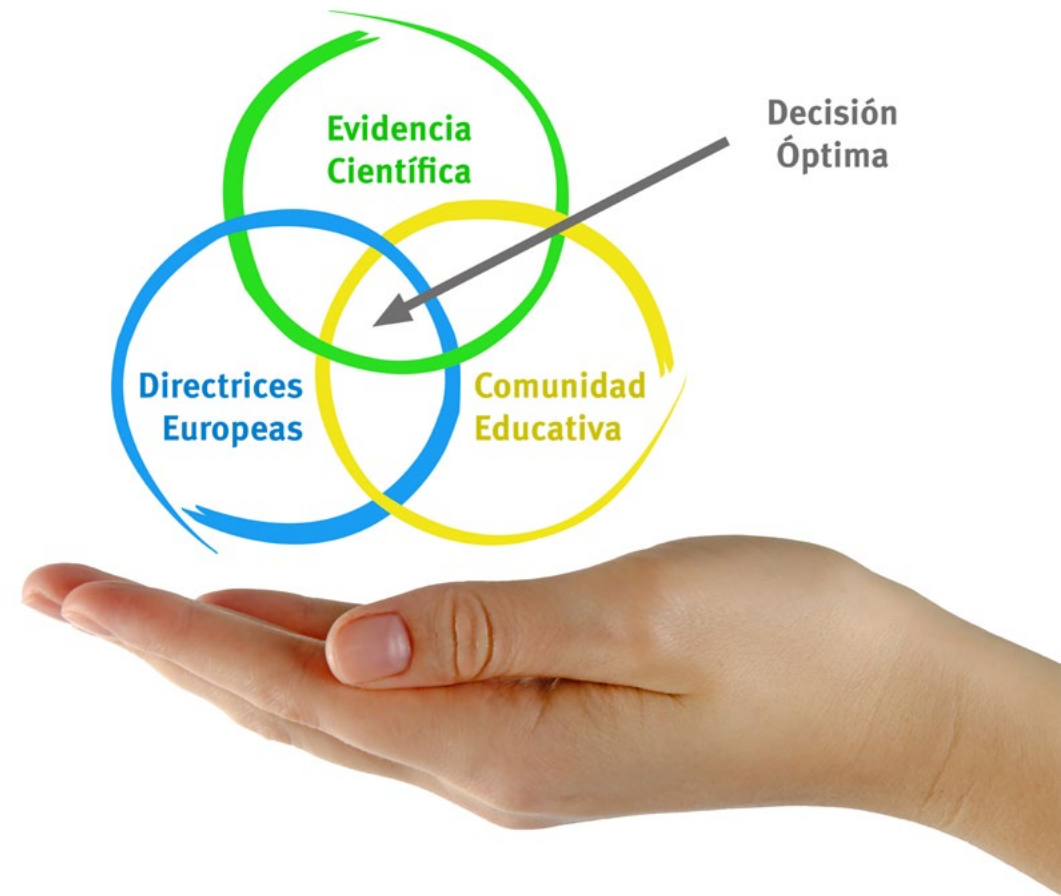 Evidencia
Científica
Decisión
Óptima
Directrices
Europeas
Comunidad
Educativa